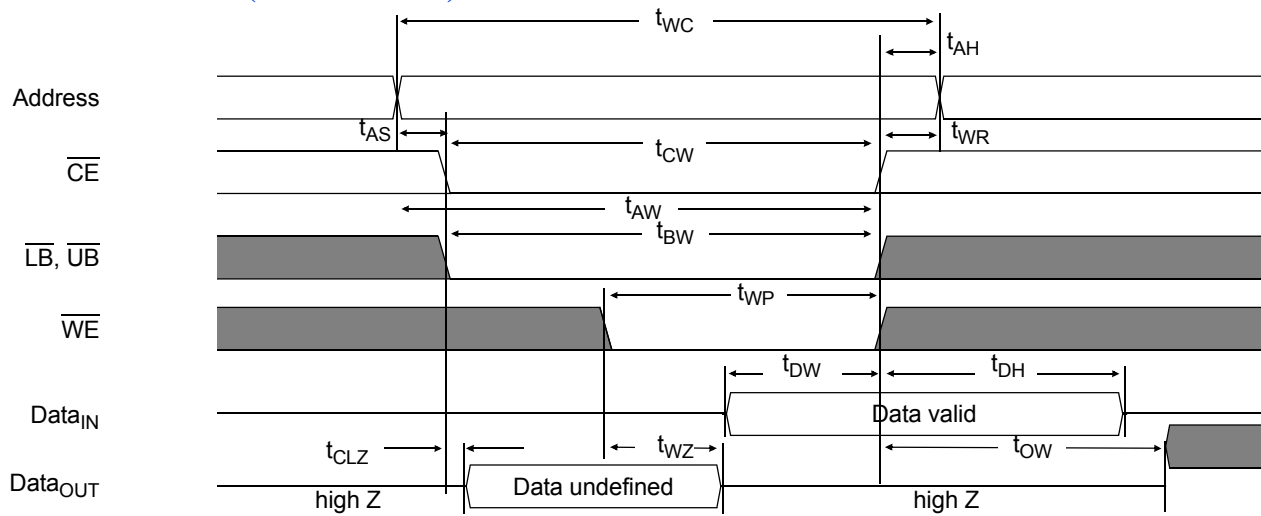 tWC
tAH
Address
tAS
tCW
tWR
CE
tAW
tBW
LB, UB
tWP
WE
tDW
tDH
DataIN
Data valid
tCLZ
tWZ
tOW
DataOUT
high Z
Data undefined
high Z